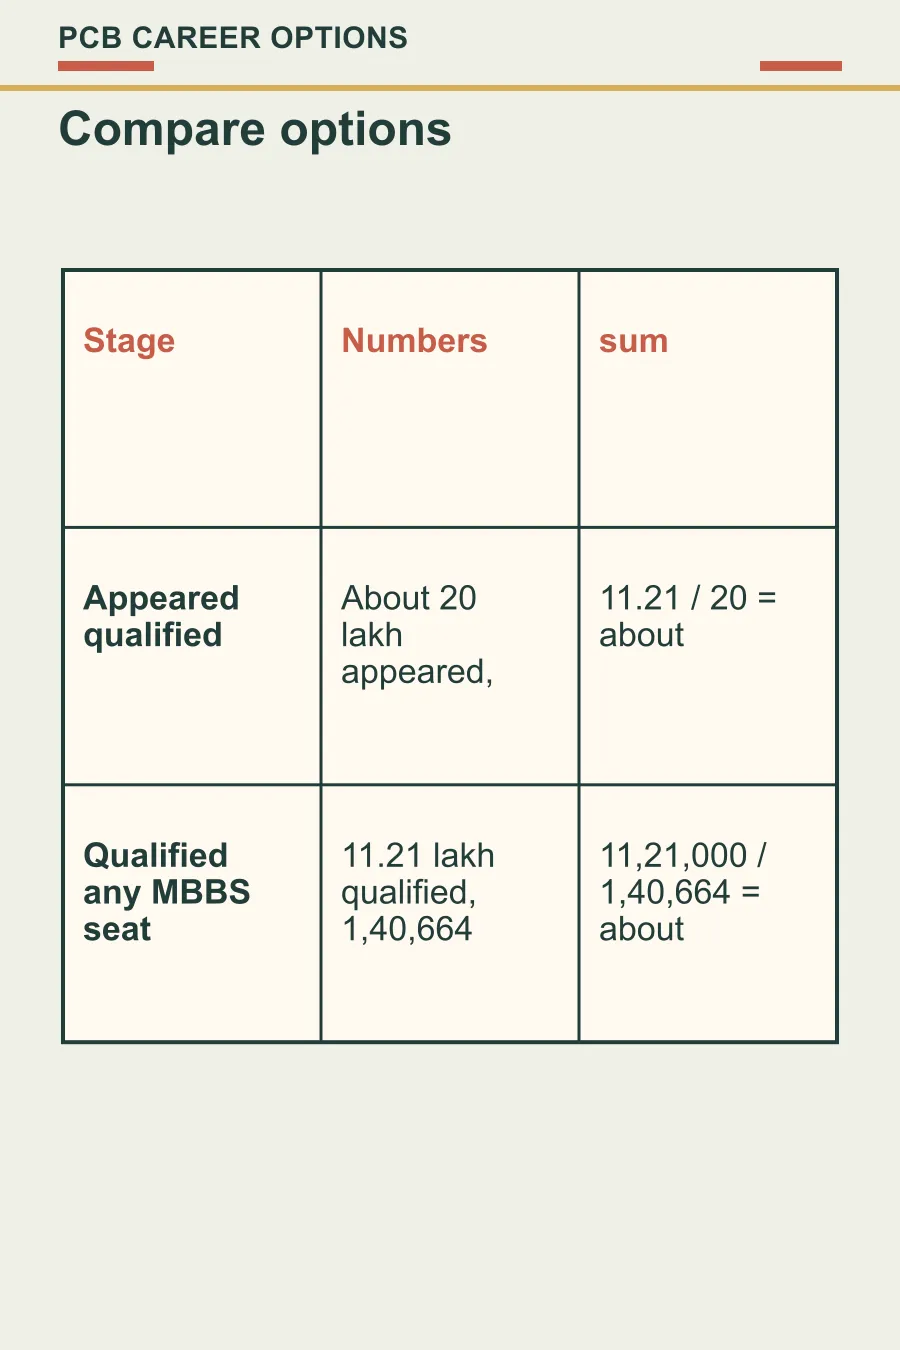 PCB CAREER OPTIONS
Compare options
Stage
Numbers
sum
Appeared
qualified
About 20
lakh
appeared,
11.21 / 20 =
about
Qualified
any MBBS
seat
11.21 lakh
qualified,
1,40,664
11,21,000 /
1,40,664 =
about